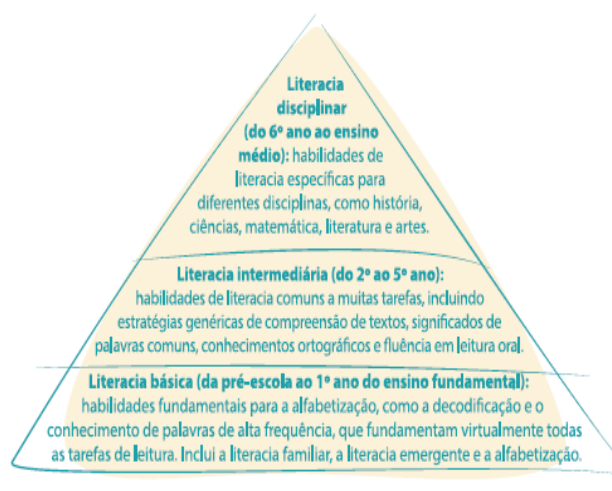 Literacia
disciplinar
(do 6º ano ao ensino
médio): habilidades de
literacia específicas para
diferentes disciplinas, como história,
ciências, matemática, literatura e artes.
Literacia intermediária (do 2º ao 5º ano):
habilidades de literacia comuns a muitas tarefas, incluindo
estratégias genéricas de compreensão de textos, significados de
palavras comuns, conhecimentos ortográficos e fluência em leitura oral.
Literacia básica (da pré-escola ao 1º ano do ensino fundamental):
habilidades fundamentais para a alfabetização, como a decodificação e o
conhecimento de palavras de alta frequência, que fundamentam virtualmente todas
as tarefas de leitura. Inclui a literacia familiar, a literacia emergente e a alfabetização.